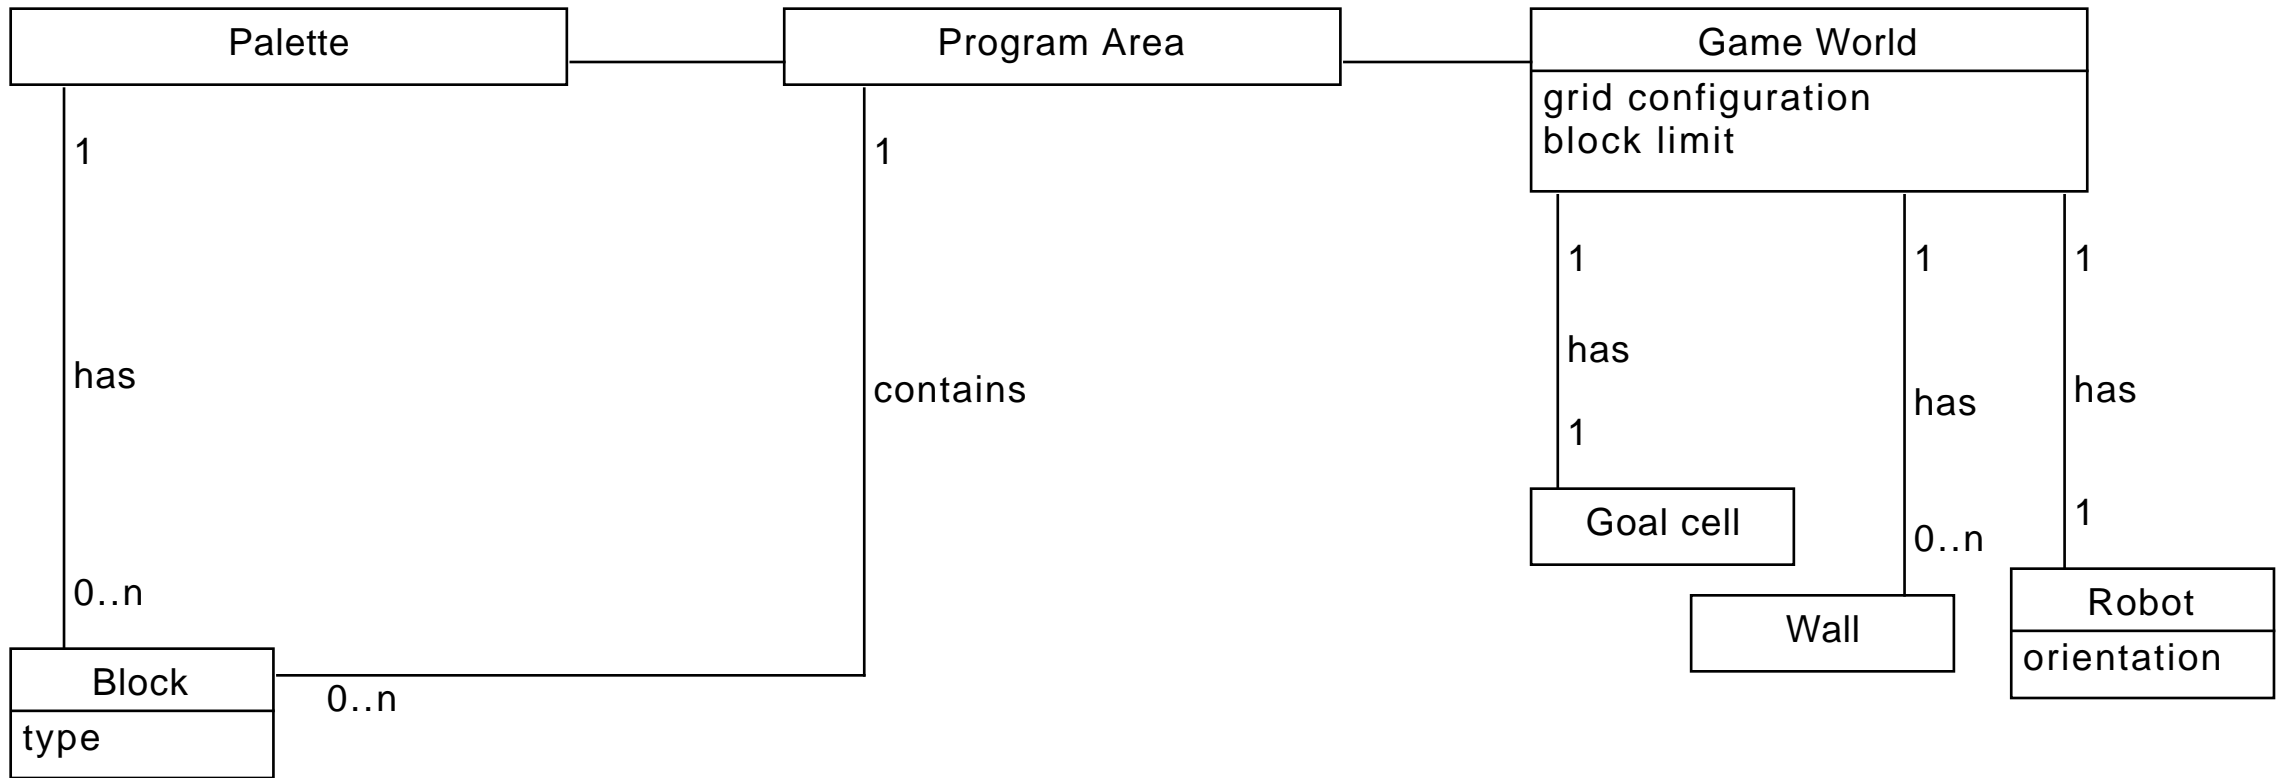 Palette
Program Area
Game World
grid configuration
block limit
1
1
1
1
1
has
contains
has
has
has
1
1
0..n
0..n
0..n
Goal cell
Wall
Robot
orientation
Block
type